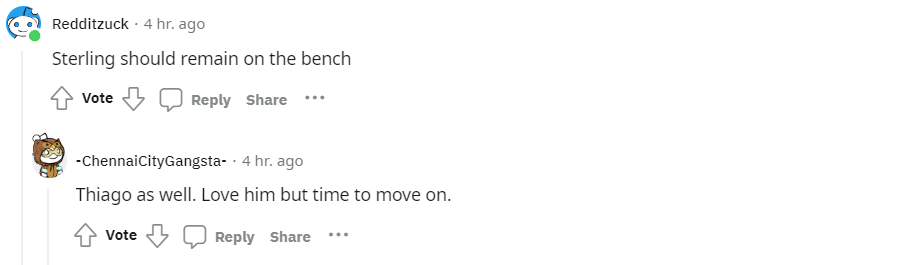 Redditzuck · 4 hr. ago
Sterling should remain on the bench
Vote Reply Share ···
-ChennaiCityGangsta- · 4 hr. ago
Thiago as well. Love him but time to move on.
Vote Reply Share ···